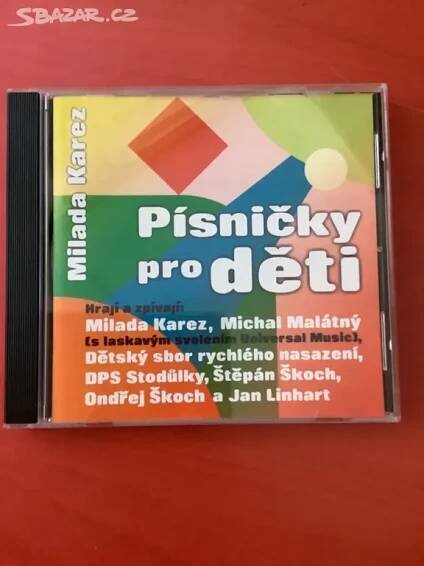 SBAZAR.CZ
Milada Karez
Písničky
pro děti
Hrají a zpívají:
Milada Karez, Michal Malátný
(s laskavým svolením Universal Music),
Dětský sbor rychlého nasazení,
DPS Stodůlky, Štěpán Škoch,
Ondřej Škoch a Jan Linhart